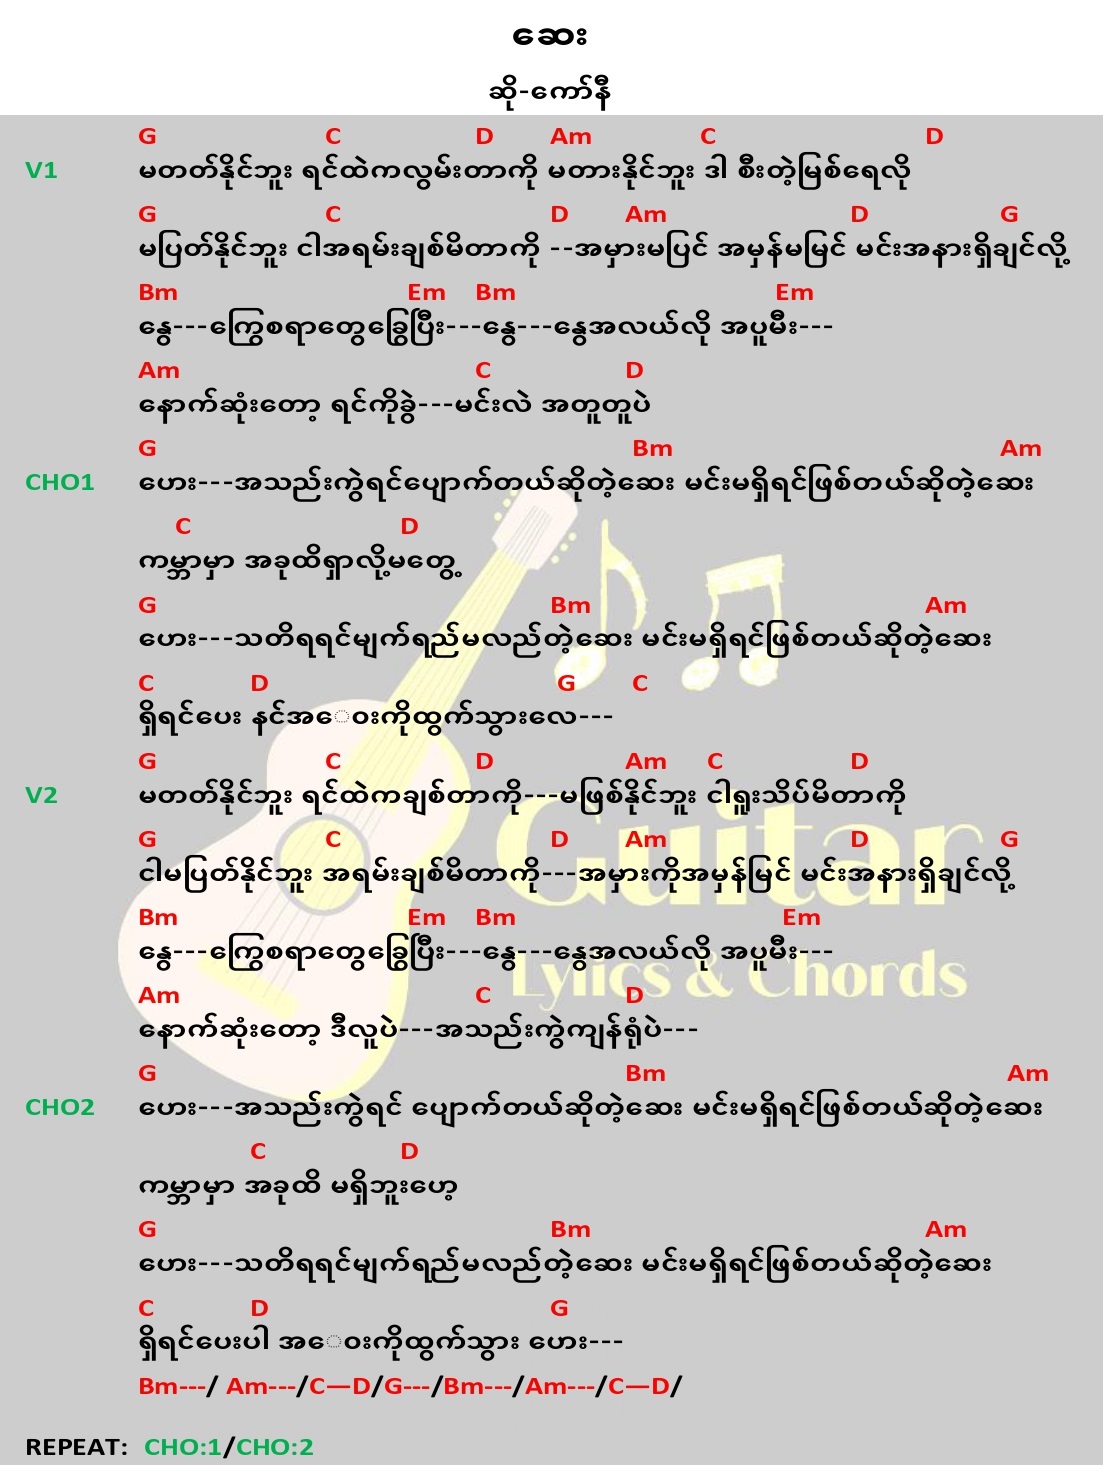 ဆေး
ဆို-ကော်နီ
G C D Am C D
V1 မတတ်နိုင်ဘူး ရင်ထဲကလွမ်းတာကို မတားနိုင်ဘူး ဒါ စီးတဲ့မြစ်ရေလို
G C D Am D G
မပြတ်နိုင်ဘူး ငါအရမ်းချစ်မိတာကို --အမှားမပြင် အမှန်မမြင် မင်းအနားရှိချင်လို့
Bm Em Bm Em
နွေ---ကြွေစရာတွေခြွေပြီး---နွေ---နွေအလယ်လို အပူမီး---
Am C D
နောက်ဆုံးတော့ ရင်ကိုခွဲ---မင်းလဲ အတူတူပဲ
G Bm Am
CHO1 ဟေး---အသည်းကွဲရင်ပျောက်တယ်ဆိုတဲ့ဆေး မင်းမရှိရင်ဖြစ်တယ်ဆိုတဲ့ဆေး
C D
ကမ္ဘာမှာ အခုထိရှာလို့မတွေ့
G Bm Am
ဟေး---သတိရရင်မျက်ရည်မလည်တဲ့ဆေး မင်းမရှိရင်ဖြစ်တယ်ဆိုတဲ့ဆေး
C D G C
ရှိရင်ပေး နင်အေဝးကိုထွက်သွားလေ---
G C D Am C D
V2 မတတ်နိုင်ဘူး ရင်ထဲကချစ်တာကို---မဖြစ်နိုင်ဘူး ငါရူးသိပ်မိတာကို
G C D Am D G
ငါမပြတ်နိုင်ဘူး အရမ်းချစ်မိတာကို---အမှားကိုအမှန်မြင် မင်းအနားရှိချင်လို့
Bm Em Bm Em
နွေ---ကြွေစရာတွေခြွေပြီး---နွေ---နွေအလယ်လို အပူမီး---
Am C D
နောက်ဆုံးတော့ ဒီလူပဲ---အသည်းကွဲကျန်ရုံပဲ---
G Bm Am
CHO2 ဟေး---အသည်းကွဲရင် ပျောက်တယ်ဆိုတဲ့ဆေး မင်းမရှိရင်ဖြစ်တယ်ဆိုတဲ့ဆေး
C D
ကမ္ဘာမှာ အခုထိ မရှိဘူးဟေ့
G Bm Am
ဟေး---သတိရရင်မျက်ရည်မလည်တဲ့ဆေး မင်းမရှိရင်ဖြစ်တယ်ဆိုတဲ့ဆေး
C D G
ရှိရင်ပေးပါ အေဝးကိုထွက်သွား ဟေး---
Bm---/ Am---/C—D/G---/Bm---/Am---/C—D/
REPEAT: CHO:1/CHO:2
Guitar
Lyrics & Chords